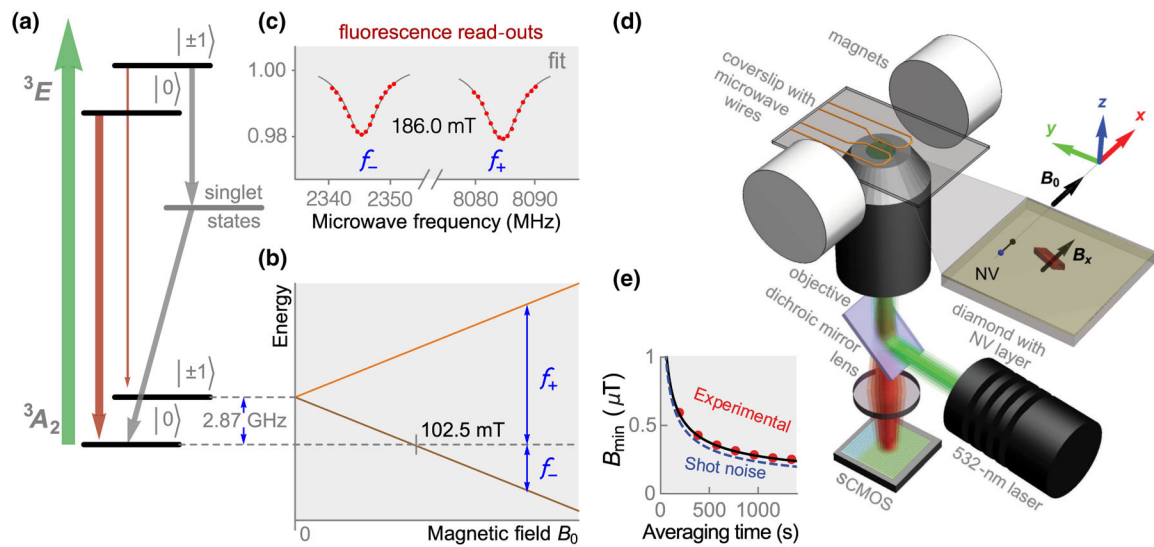 (a)
|±1⟩
³E
|0⟩
singlet
states
|±1⟩
³A₂
|0⟩
2.87 GHz
(c)
fluorescence read-outs
fit
1.00
0.98
186.0 mT
f₋
f₊
2340
2350
8080
8090
Microwave frequency (MHz)
(b)
Energy
f₊
102.5 mT
f₋
0
Magnetic field B₀
(d)
magnets
coverslip with
microwave
wires
z
y
x
B₀
Bₓ
NV
diamond with
NV layer
objective
dichroic mirror
lens
532-nm laser
sCMOS
(e)
1
0.5
0
B_min (μT)
Experimental
Shot noise
500
1000
Averaging time (s)